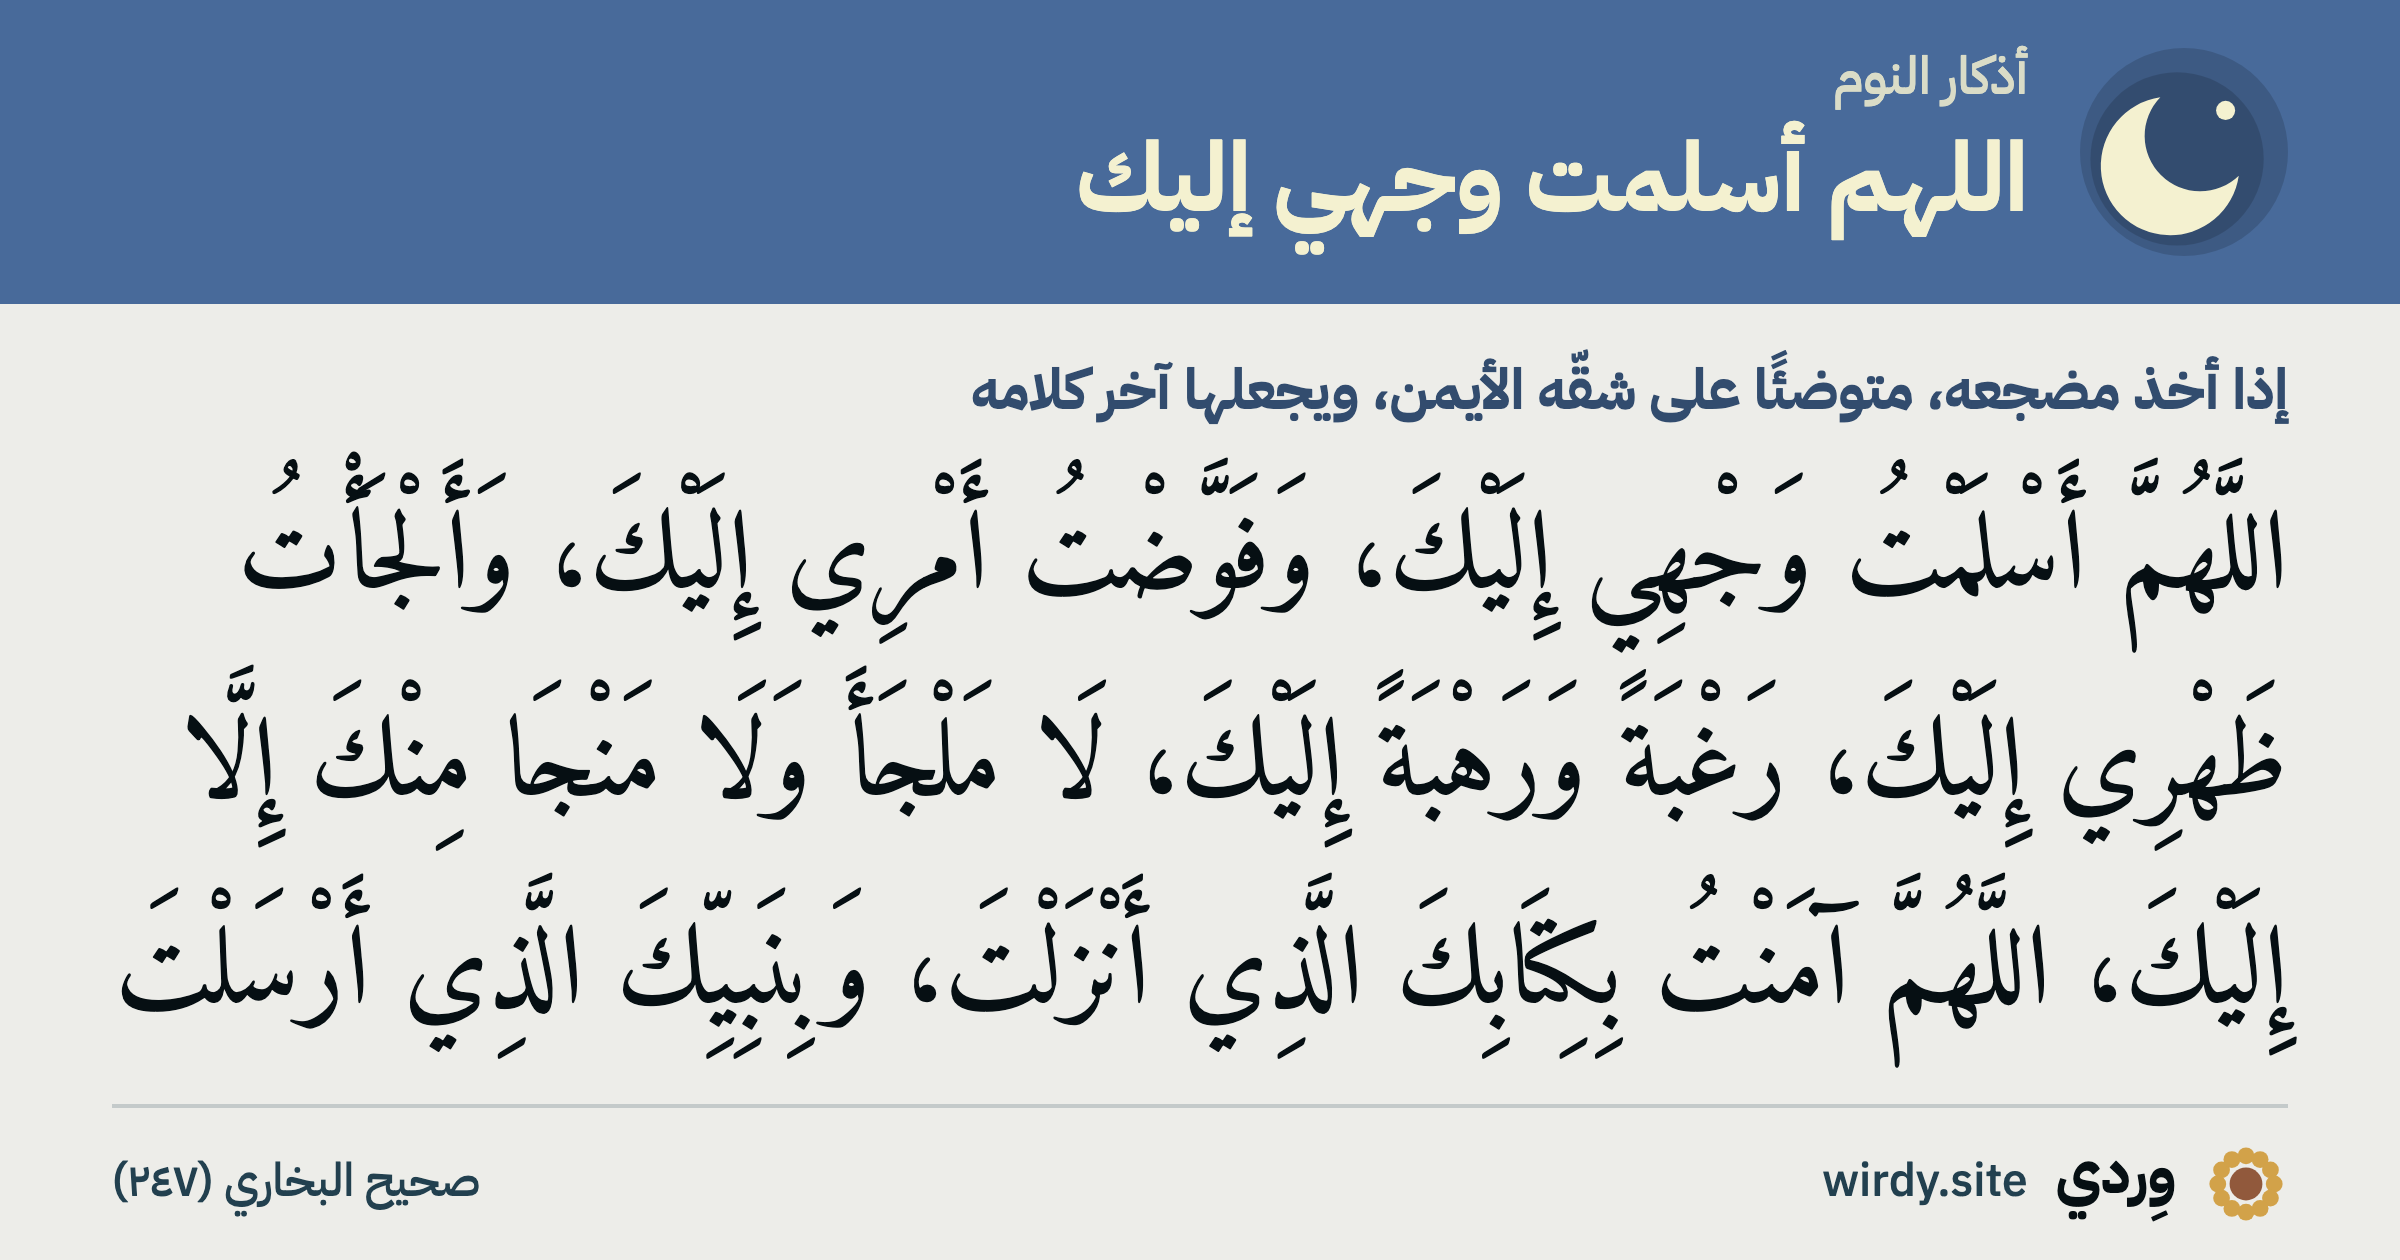 أذكار النوم
اللهم أسلمت وجهي إليك
إذا أخذ مضجعه، متوضئًا على شقّه الأيمن، ويجعلها آخر كلامه
اللَّهُمَّ أَسْلَمْتُ وَجْهِي إِلَيْكَ، وَفَوَّضْتُ أَمْرِي إِلَيْكَ، وَأَلْجَأْتُ
ظَهْرِي إِلَيْكَ، رَغْبَةً وَرَهْبَةً إِلَيْكَ، لَا مَلْجَأَ وَلَا مَنْجَا مِنْكَ إِلَّا
إِلَيْكَ، اللَّهُمَّ آمَنْتُ بِكِتَابِكَ الَّذِي أَنْزَلْتَ، وَبِنَبِيِّكَ الَّذِي أَرْسَلْتَ
وِردي wirdy.site
صحيح البخاري (٢٤٧)